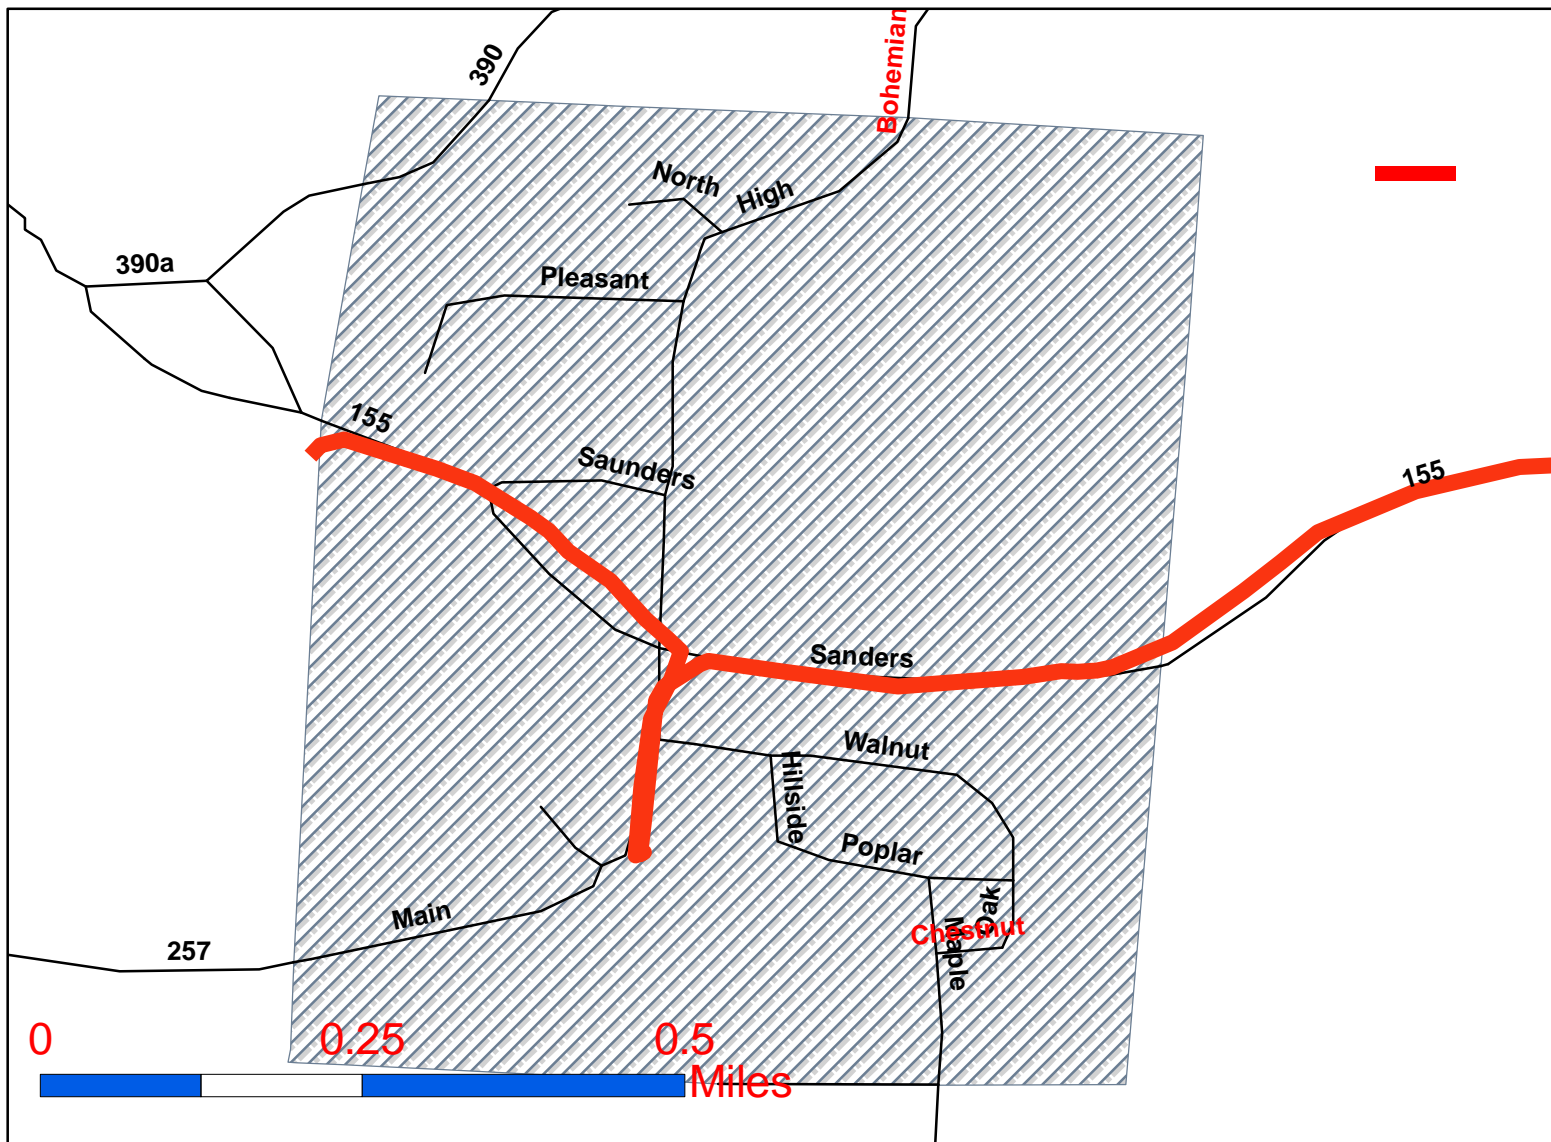 390
Bohemian
North
High
390a
Pleasant
155
Saunders
155
Sanders
Walnut
Hillside
Poplar
Oak
Main
Chestnut
Maple
257
0 0.25 0.5
Miles